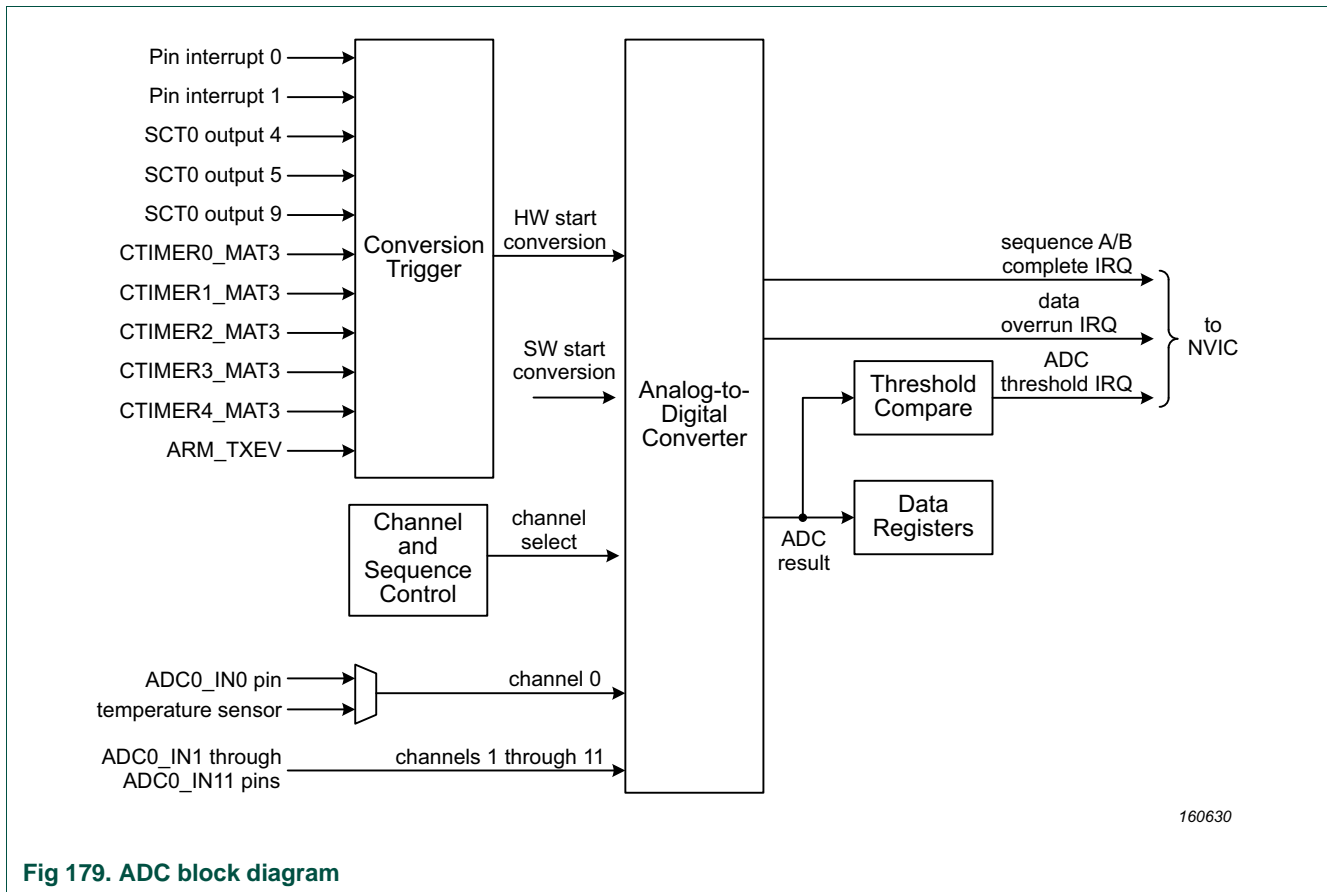 Pin interrupt 0
Pin interrupt 1
SCT0 output 4
SCT0 output 5
SCT0 output 9
CTIMER0_MAT3
CTIMER1_MAT3
CTIMER2_MAT3
CTIMER3_MAT3
CTIMER4_MAT3
ARM_TXEV
Conversion
Trigger
HW start
conversion
SW start
conversion
Channel
and
Sequence
Control
channel
select
ADC0_IN0 pin
temperature sensor
channel 0
ADC0_IN1 through
ADC0_IN11 pins
channels 1 through 11
Analog-to-
Digital
Converter
sequence A/B
complete IRQ
data
overrun IRQ
ADC
threshold IRQ
to
NVIC
Threshold
Compare
Data
Registers
ADC
result
160630
Fig 179. ADC block diagram